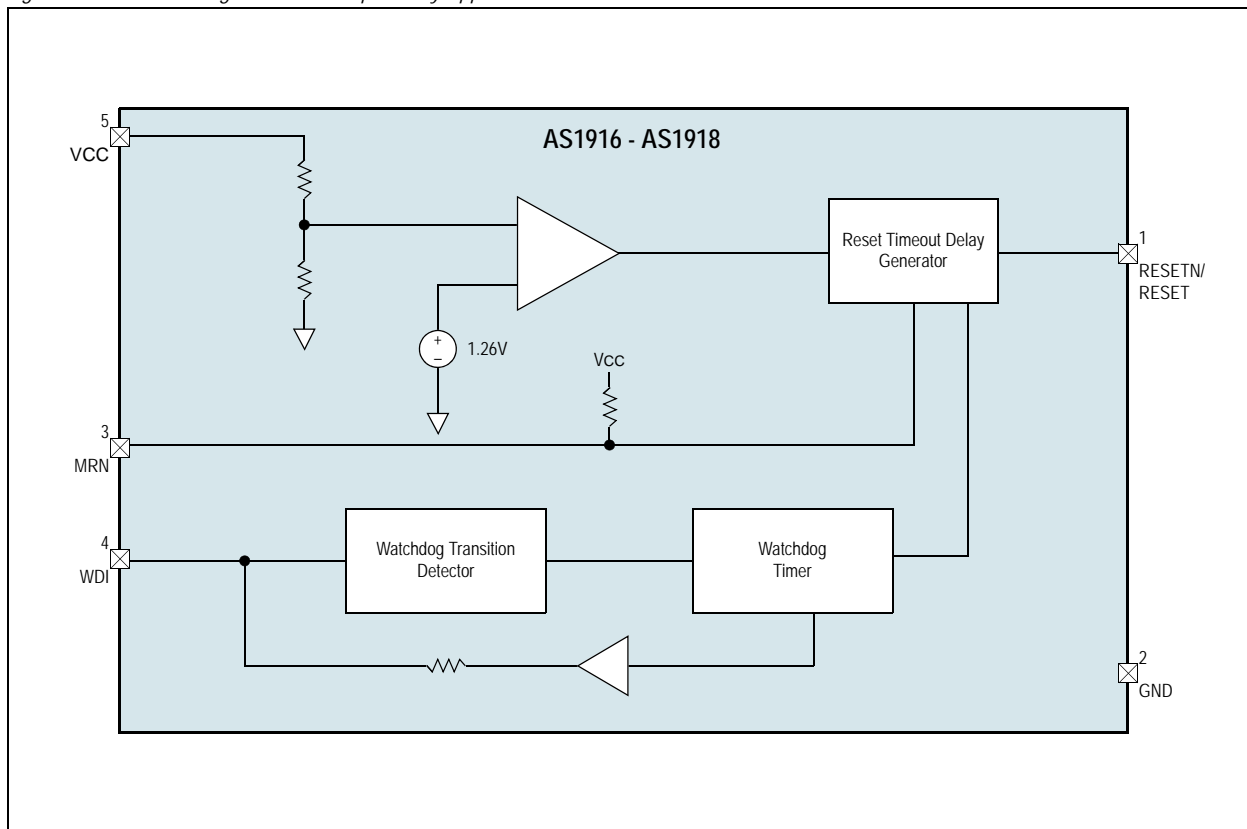 5
VCC
AS1916 - AS1918
Reset Timeout Delay
Generator
1
RESETN/
RESET
+
–
1.26V
VCC
3
MRN
4
WDI
Watchdog Transition
Detector
Watchdog
Timer
2
GND